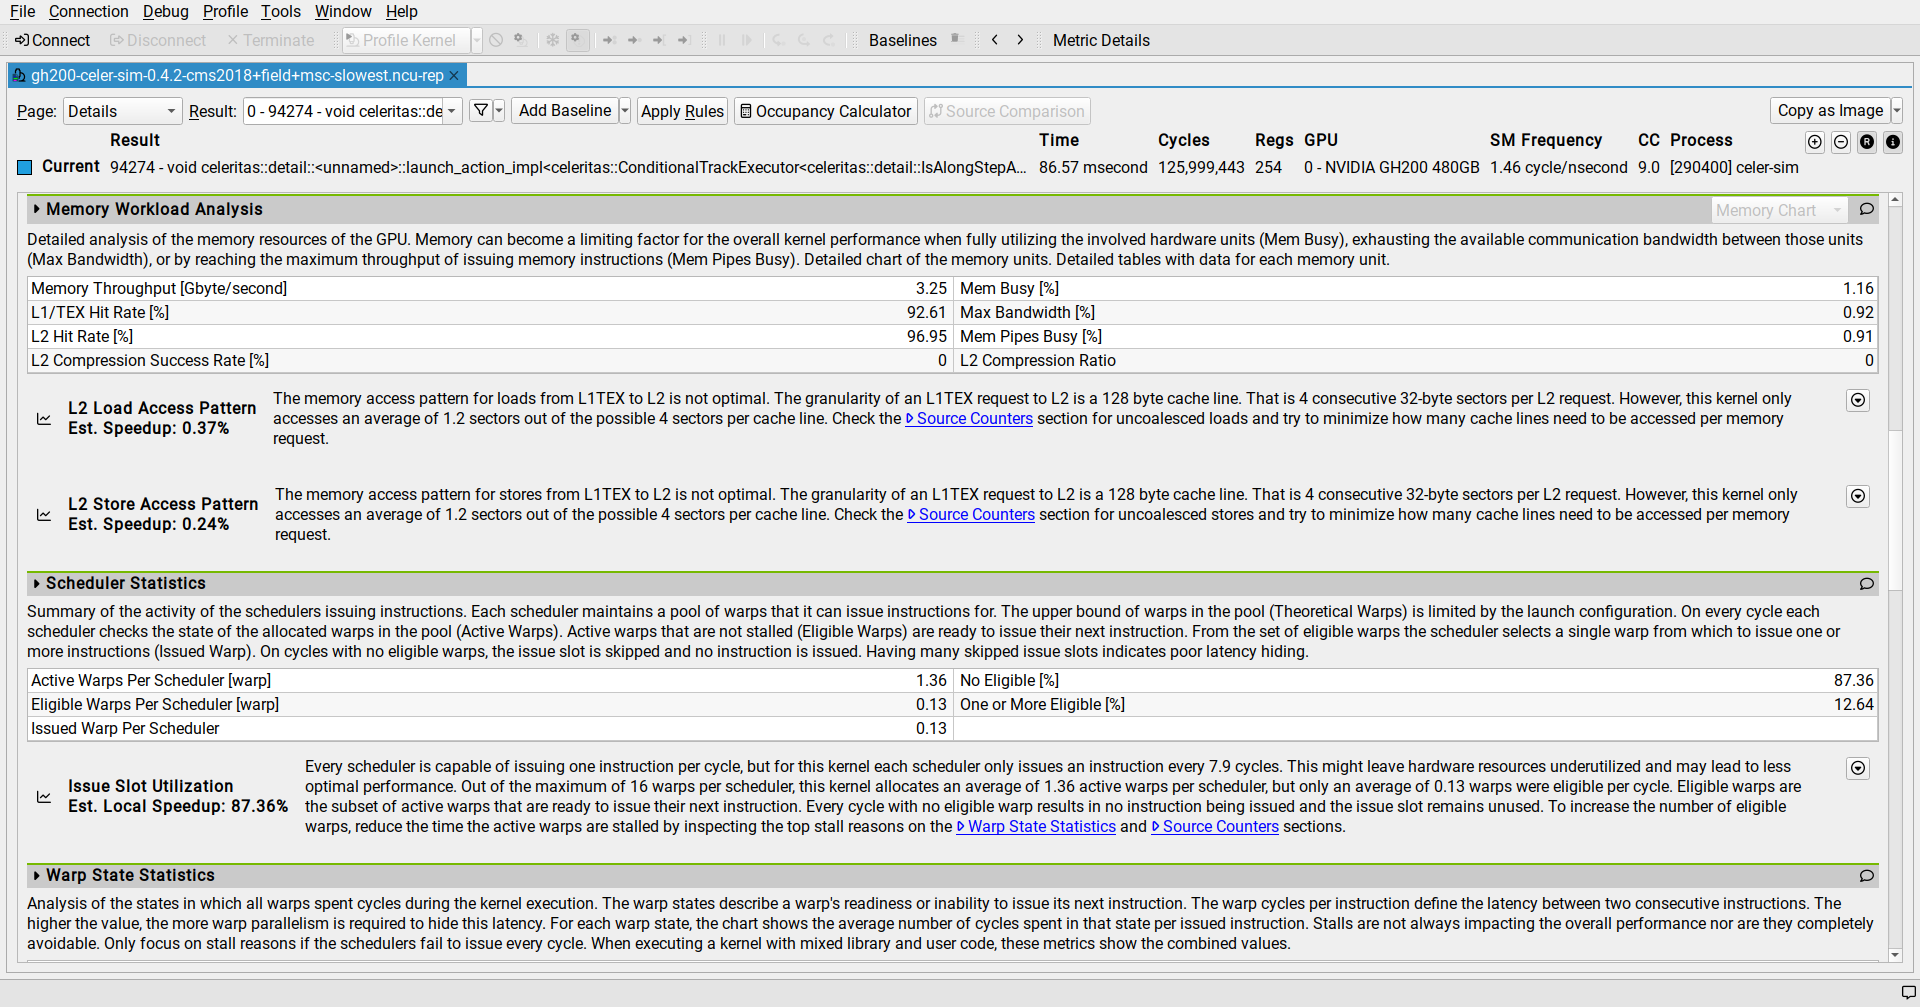 File Connection Debug Profile Tools Window Help
Connect Disconnect Terminate Profile Kernel Baselines Metric Details
gh200-celer-sim-0.4.2-cms2018+field+msc-slowest.ncu-rep
Page: Details Result: 0 - 94274 - void celeritas::de Add Baseline Apply Rules Occupancy Calculator Source Comparison Copy as Image
Result Time Cycles Regs GPU SM Frequency CC Process
Current 94274 - void celeritas::detail::<unnamed>::launch_action_impl<celeritas::ConditionalTrackExecutor<celeritas::detail::IsAlongStepA... 86.57 msecond 125,999,443 254 0 - NVIDIA GH200 480GB 1.46 cycle/nsecond 9.0 [290400] celer-sim
Memory Workload Analysis Memory Chart
Detailed analysis of the memory resources of the GPU. Memory can become a limiting factor for the overall kernel performance when fully utilizing the involved hardware units (Mem Busy), exhausting the available communication bandwidth between those units
(Max Bandwidth), or by reaching the maximum throughput of issuing memory instructions (Mem Pipes Busy). Detailed chart of the memory units. Detailed tables with data for each memory unit.
Memory Throughput [Gbyte/second] 3.25 Mem Busy [%] 1.16
L1/TEX Hit Rate [%] 92.61 Max Bandwidth [%] 0.92
L2 Hit Rate [%] 96.95 Mem Pipes Busy [%] 0.91
L2 Compression Success Rate [%] 0 L2 Compression Ratio 0
L2 Load Access Pattern
Est. Speedup: 0.37%
The memory access pattern for loads from L1TEX to L2 is not optimal. The granularity of an L1TEX request to L2 is a 128 byte cache line. That is 4 consecutive 32-byte sectors per L2 request. However, this kernel only
accesses an average of 1.2 sectors out of the possible 4 sectors per cache line. Check the Source Counters section for uncoalesced loads and try to minimize how many cache lines need to be accessed per memory
request.
L2 Store Access Pattern
Est. Speedup: 0.24%
The memory access pattern for stores from L1TEX to L2 is not optimal. The granularity of an L1TEX request to L2 is a 128 byte cache line. That is 4 consecutive 32-byte sectors per L2 request. However, this kernel only
accesses an average of 1.2 sectors out of the possible 4 sectors per cache line. Check the Source Counters section for uncoalesced stores and try to minimize how many cache lines need to be accessed per memory
request.
Scheduler Statistics
Summary of the activity of the schedulers issuing instructions. Each scheduler maintains a pool of warps that it can issue instructions for. The upper bound of warps in the pool (Theoretical Warps) is limited by the launch configuration. On every cycle each
scheduler checks the state of the allocated warps in the pool (Active Warps). Active warps that are not stalled (Eligible Warps) are ready to issue their next instruction. From the set of eligible warps the scheduler selects a single warp from which to issue one or
more instructions (Issued Warp). On cycles with no eligible warps, the issue slot is skipped and no instruction is issued. Having many skipped issue slots indicates poor latency hiding.
Active Warps Per Scheduler [warp] 1.36 No Eligible [%] 87.36
Eligible Warps Per Scheduler [warp] 0.13 One or More Eligible [%] 12.64
Issued Warp Per Scheduler 0.13
Issue Slot Utilization
Est. Local Speedup: 87.36%
Every scheduler is capable of issuing one instruction per cycle, but for this kernel each scheduler only issues an instruction every 7.9 cycles. This might leave hardware resources underutilized and may lead to less
optimal performance. Out of the maximum of 16 warps per scheduler, this kernel allocates an average of 1.36 active warps per scheduler, but only an average of 0.13 warps were eligible per cycle. Eligible warps are
the subset of active warps that are ready to issue their next instruction. Every cycle with no eligible warp results in no instruction being issued and the issue slot remains unused. To increase the number of eligible
warps, reduce the time the active warps are stalled by inspecting the top stall reasons on the Warp State Statistics and Source Counters sections.
Warp State Statistics
Analysis of the states in which all warps spent cycles during the kernel execution. The warp states describe a warp's readiness or inability to issue its next instruction. The warp cycles per instruction define the latency between two consecutive instructions. The
higher the value, the more warp parallelism is required to hide this latency. For each warp state, the chart shows the average number of cycles spent in that state per issued instruction. Stalls are not always impacting the overall performance nor are they completely
avoidable. Only focus on stall reasons if the schedulers fail to issue every cycle. When executing a kernel with mixed library and user code, these metrics show the combined values.